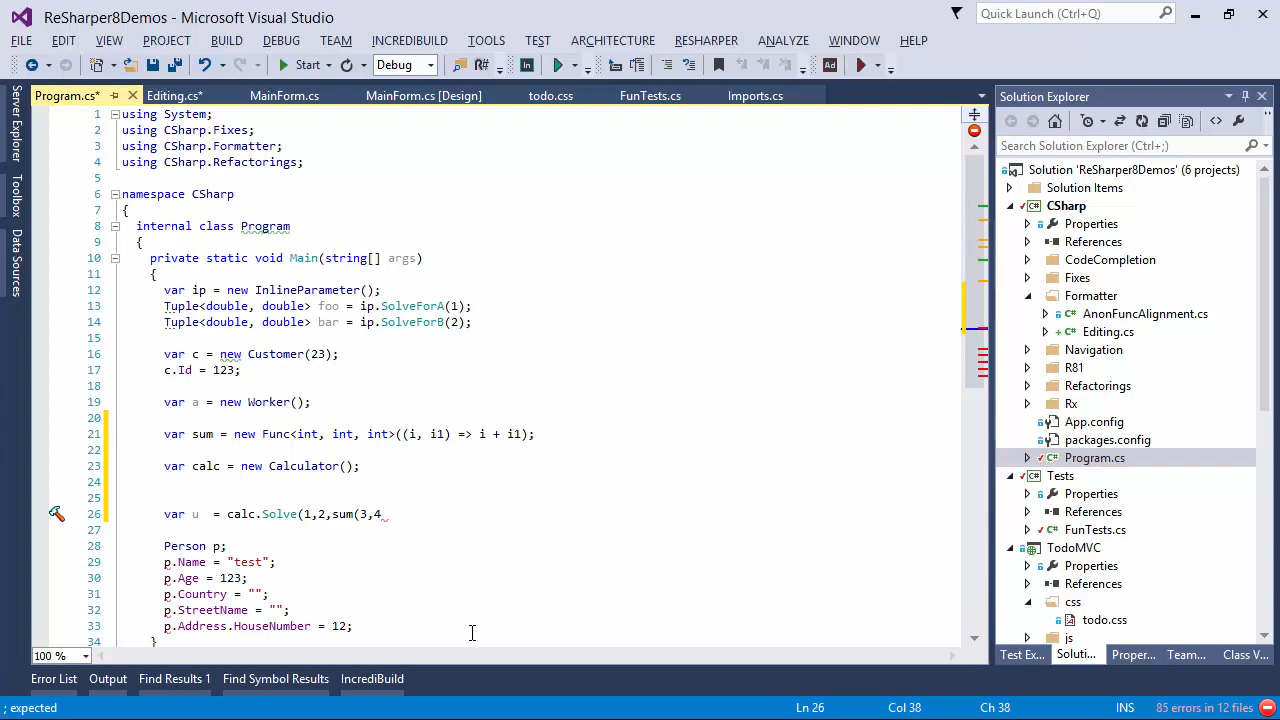 ReSharper8Demos - Microsoft Visual Studio
Quick Launch (Ctrl+Q)
FILE EDIT VIEW PROJECT BUILD DEBUG TEAM INCREDIBUILD TOOLS TEST ARCHITECTURE RESHARPER ANALYZE WINDOW HELP
Start Debug R# In Ad
Program.cs* Editing.cs* MainForm.cs MainForm.cs [Design] todo.css FunTests.cs Imports.cs
Server Explorer
Toolbox
Data Sources
1 using System;
2 using CSharp.Fixes;
3 using CSharp.Formatter;
4 using CSharp.Refactorings;
5
6 namespace CSharp
7 {
8 internal class Program
9 {
10 private static void Main(string[] args)
11 {
12 var ip = new InlineParameter();
13 Tuple<double, double> foo = ip.SolveForA(1);
14 Tuple<double, double> bar = ip.SolveForB(2);
15
16 var c = new Customer(23);
17 c.Id = 123;
18
19 var a = new Worker();
20
21 var sum = new Func<int, int, int>((i, i1) => i + i1);
22
23 var calc = new Calculator();
24
25
26 var u  = calc.Solve(1,2,sum(3,4
27
28 Person p;
29 p.Name = "test";
30 p.Age = 123;
31 p.Country = "";
32 p.StreetName = "";
33 p.Address.HouseNumber = 12;
34 }
100 %
Solution Explorer
Search Solution Explorer (Ctrl+;)
Solution 'ReSharper8Demos' (6 projects)
Solution Items
C# CSharp
Properties
References
CodeCompletion
Fixes
Formatter
C# AnonFuncAlignment.cs
C# Editing.cs
Navigation
R81
Refactorings
Rx
App.config
packages.config
C# Program.cs
C# Tests
Properties
References
C# FunTests.cs
TodoMVC
Properties
References
css
todo.css
js
Test Ex... Soluti... Proper... Team... Class V...
Error List Output Find Results 1 Find Symbol Results IncrediBuild
; expected Ln 26 Col 38 Ch 38 INS 85 errors in 12 files